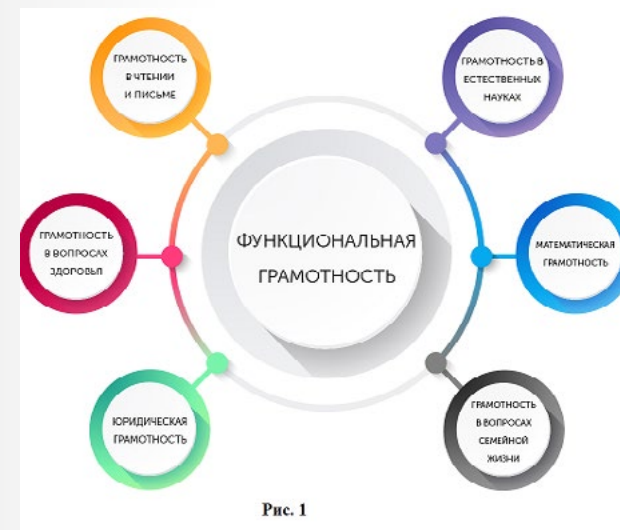 ГРАМОТНОСТЬ
В ЧТЕНИИ
И ПИСЬМЕ
ГРАМОТНОСТЬ В
ЕСТЕСТВЕННЫХ
НАУКАХ
ГРАМОТНОСТЬ
В ВОПРОСАХ
ЗДОРОВЬЯ
ФУНКЦИОНАЛЬНАЯ
ГРАМОТНОСТЬ
МАТЕМАТИЧЕСКАЯ
ГРАМОТНОСТЬ
ЮРИДИЧЕСКАЯ
ГРАМОТНОСТЬ
ГРАМОТНОСТЬ
В ВОПРОСАХ
СЕМЕЙНОЙ
ЖИЗНИ
Рис. 1